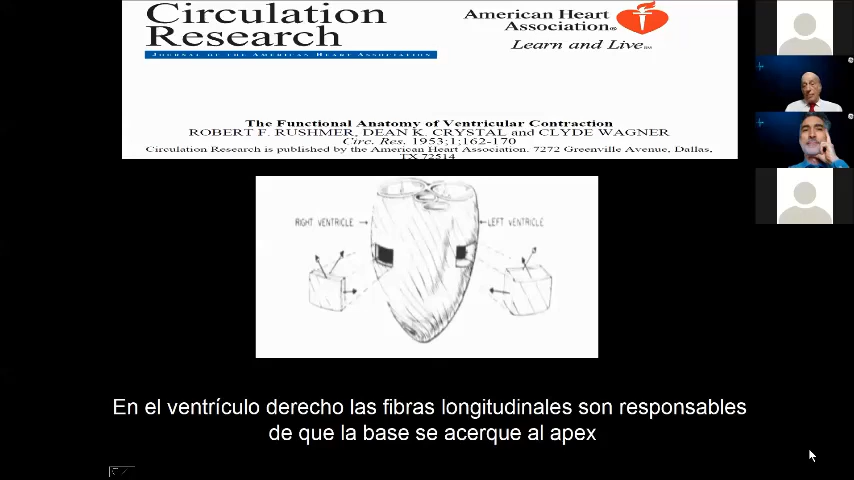 Circulation
Research
JOURNAL OF THE AMERICAN HEART ASSOCIATION
American Heart
Association®
Learn and Live℠
The Functional Anatomy of Ventricular Contraction
ROBERT F. RUSHMER, DEAN K. CRYSTAL and CLYDE WAGNER
Circ. Res. 1953;1;162-170
Circulation Research is published by the American Heart Association. 7272 Greenville Avenue, Dallas,
TX 72514
RIGHT VENTRICLE
LEFT VENTRICLE
En el ventrículo derecho las fibras longitudinales son responsables
de que la base se acerque al apex